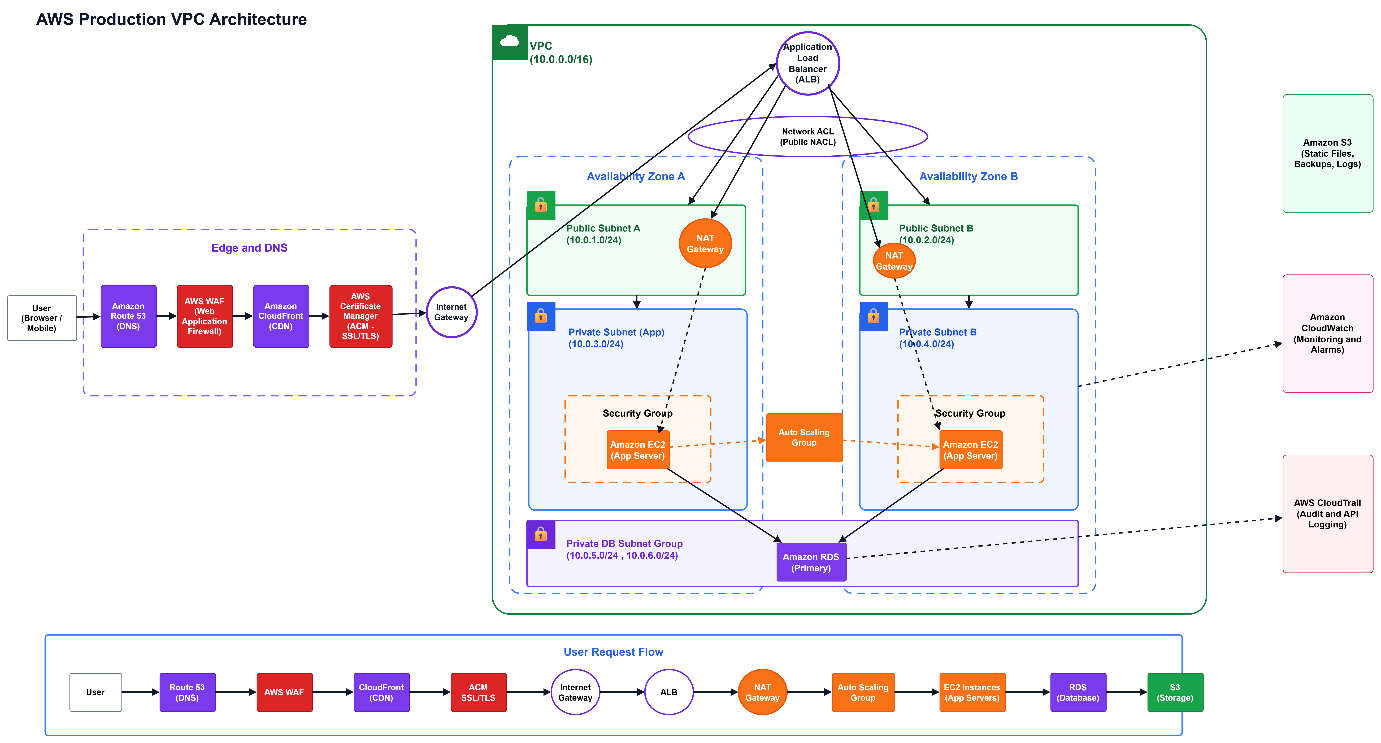 AWS Production VPC Architecture
VPC
(10.0.0.0/16)
Application
Load
Balancer
(ALB)
Network ACL
(Public NACL)
Amazon S3
(Static Files,
Backups, Logs)
Availability Zone A
Availability Zone B
Public Subnet A
(10.0.1.0/24)
NAT
Gateway
Public Subnet B
(10.0.2.0/24)
NAT
Gateway
Edge and DNS
User
(Browser /
Mobile)
Amazon
Route 53
(DNS)
AWS WAF
(Web
Application
Firewall)
Amazon
CloudFront
(CDN)
AWS
Certificate
Manager
(ACM -
SSL/TLS)
Internet
Gateway
Private Subnet (App)
(10.0.3.0/24)
Private Subnet B
(10.0.4.0/24)
Amazon
CloudWatch
(Monitoring and
Alarms)
Security Group
Amazon EC2
(App Server)
Auto Scaling
Group
Security Group
Amazon EC2
(App Server)
AWS CloudTrail
(Audit and API
Logging)
Private DB Subnet Group
(10.0.5.0/24 , 10.0.6.0/24)
Amazon RDS
(Primary)
User Request Flow
User
Route 53
(DNS)
AWS WAF
CloudFront
(CDN)
ACM
SSL/TLS
Internet
Gateway
ALB
NAT
Gateway
Auto Scaling
Group
EC2 Instances
(App Servers)
RDS
(Database)
S3
(Storage)